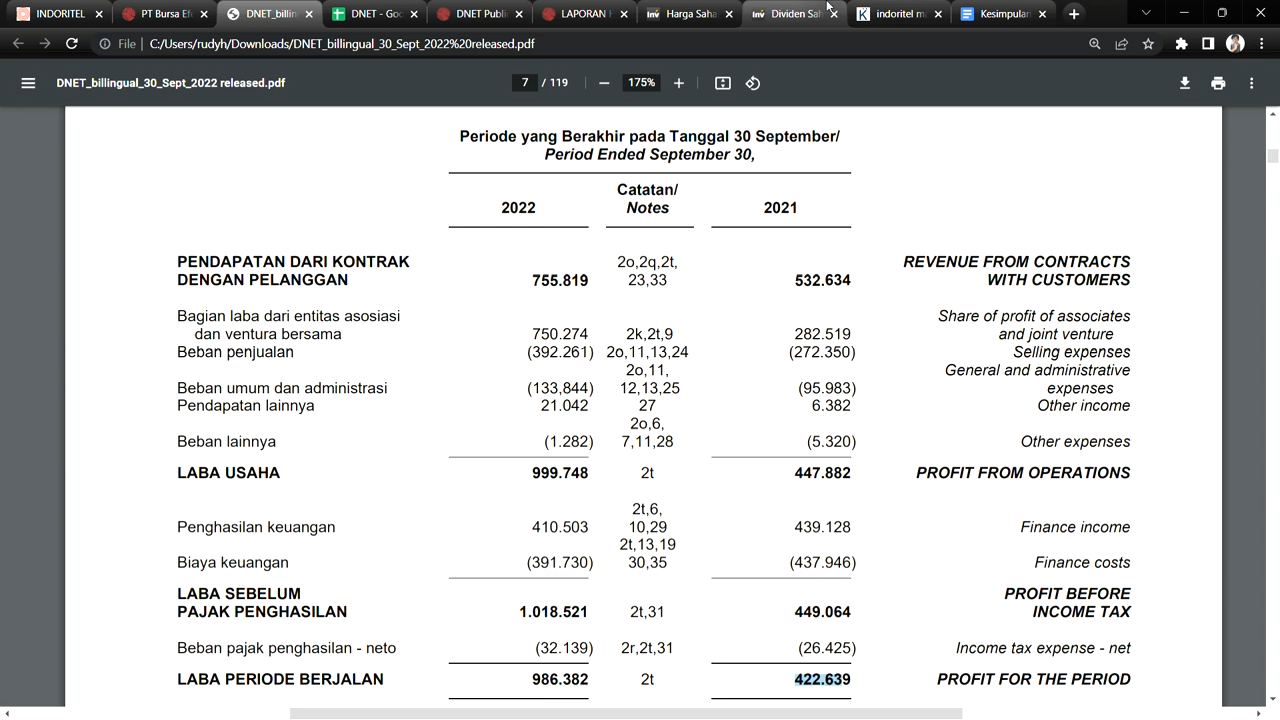 INDORITEL
PT Bursa Ef
DNET_billin
DNET - Goo
DNET Publi
LAPORAN K
Harga Saha
Dividen Sah
indoritel ma
Kesimpulan
File | C:/Users/rudyh/Downloads/DNET_billingual_30_Sept_2022%20released.pdf
DNET_billingual_30_Sept_2022 released.pdf
7 / 119
175%
Periode yang Berakhir pada Tanggal 30 September/
Period Ended September 30,
Catatan/
2022 Notes 2021
PENDAPATAN DARI KONTRAK 2o,2q,2t, REVENUE FROM CONTRACTS
DENGAN PELANGGAN 755.819 23,33 532.634 WITH CUSTOMERS
Bagian laba dari entitas asosiasi Share of profit of associates
dan ventura bersama 750.274 2k,2t,9 282.519 and joint venture
Beban penjualan (392.261) 2o,11,13,24 (272.350) Selling expenses
2o,11, General and administrative
Beban umum dan administrasi (133,844) 12,13,25 (95.983) expenses
Pendapatan lainnya 21.042 27 6.382 Other income
2o,6,
Beban lainnya (1.282) 7,11,28 (5.320) Other expenses
LABA USAHA 999.748 2t 447.882 PROFIT FROM OPERATIONS
2t,6,
Penghasilan keuangan 410.503 10,29 439.128 Finance income
2t,13,19
Biaya keuangan (391.730) 30,35 (437.946) Finance costs
LABA SEBELUM PROFIT BEFORE
PAJAK PENGHASILAN 1.018.521 2t,31 449.064 INCOME TAX
Beban pajak penghasilan - neto (32.139) 2r,2t,31 (26.425) Income tax expense - net
LABA PERIODE BERJALAN 986.382 2t 422.639 PROFIT FOR THE PERIOD